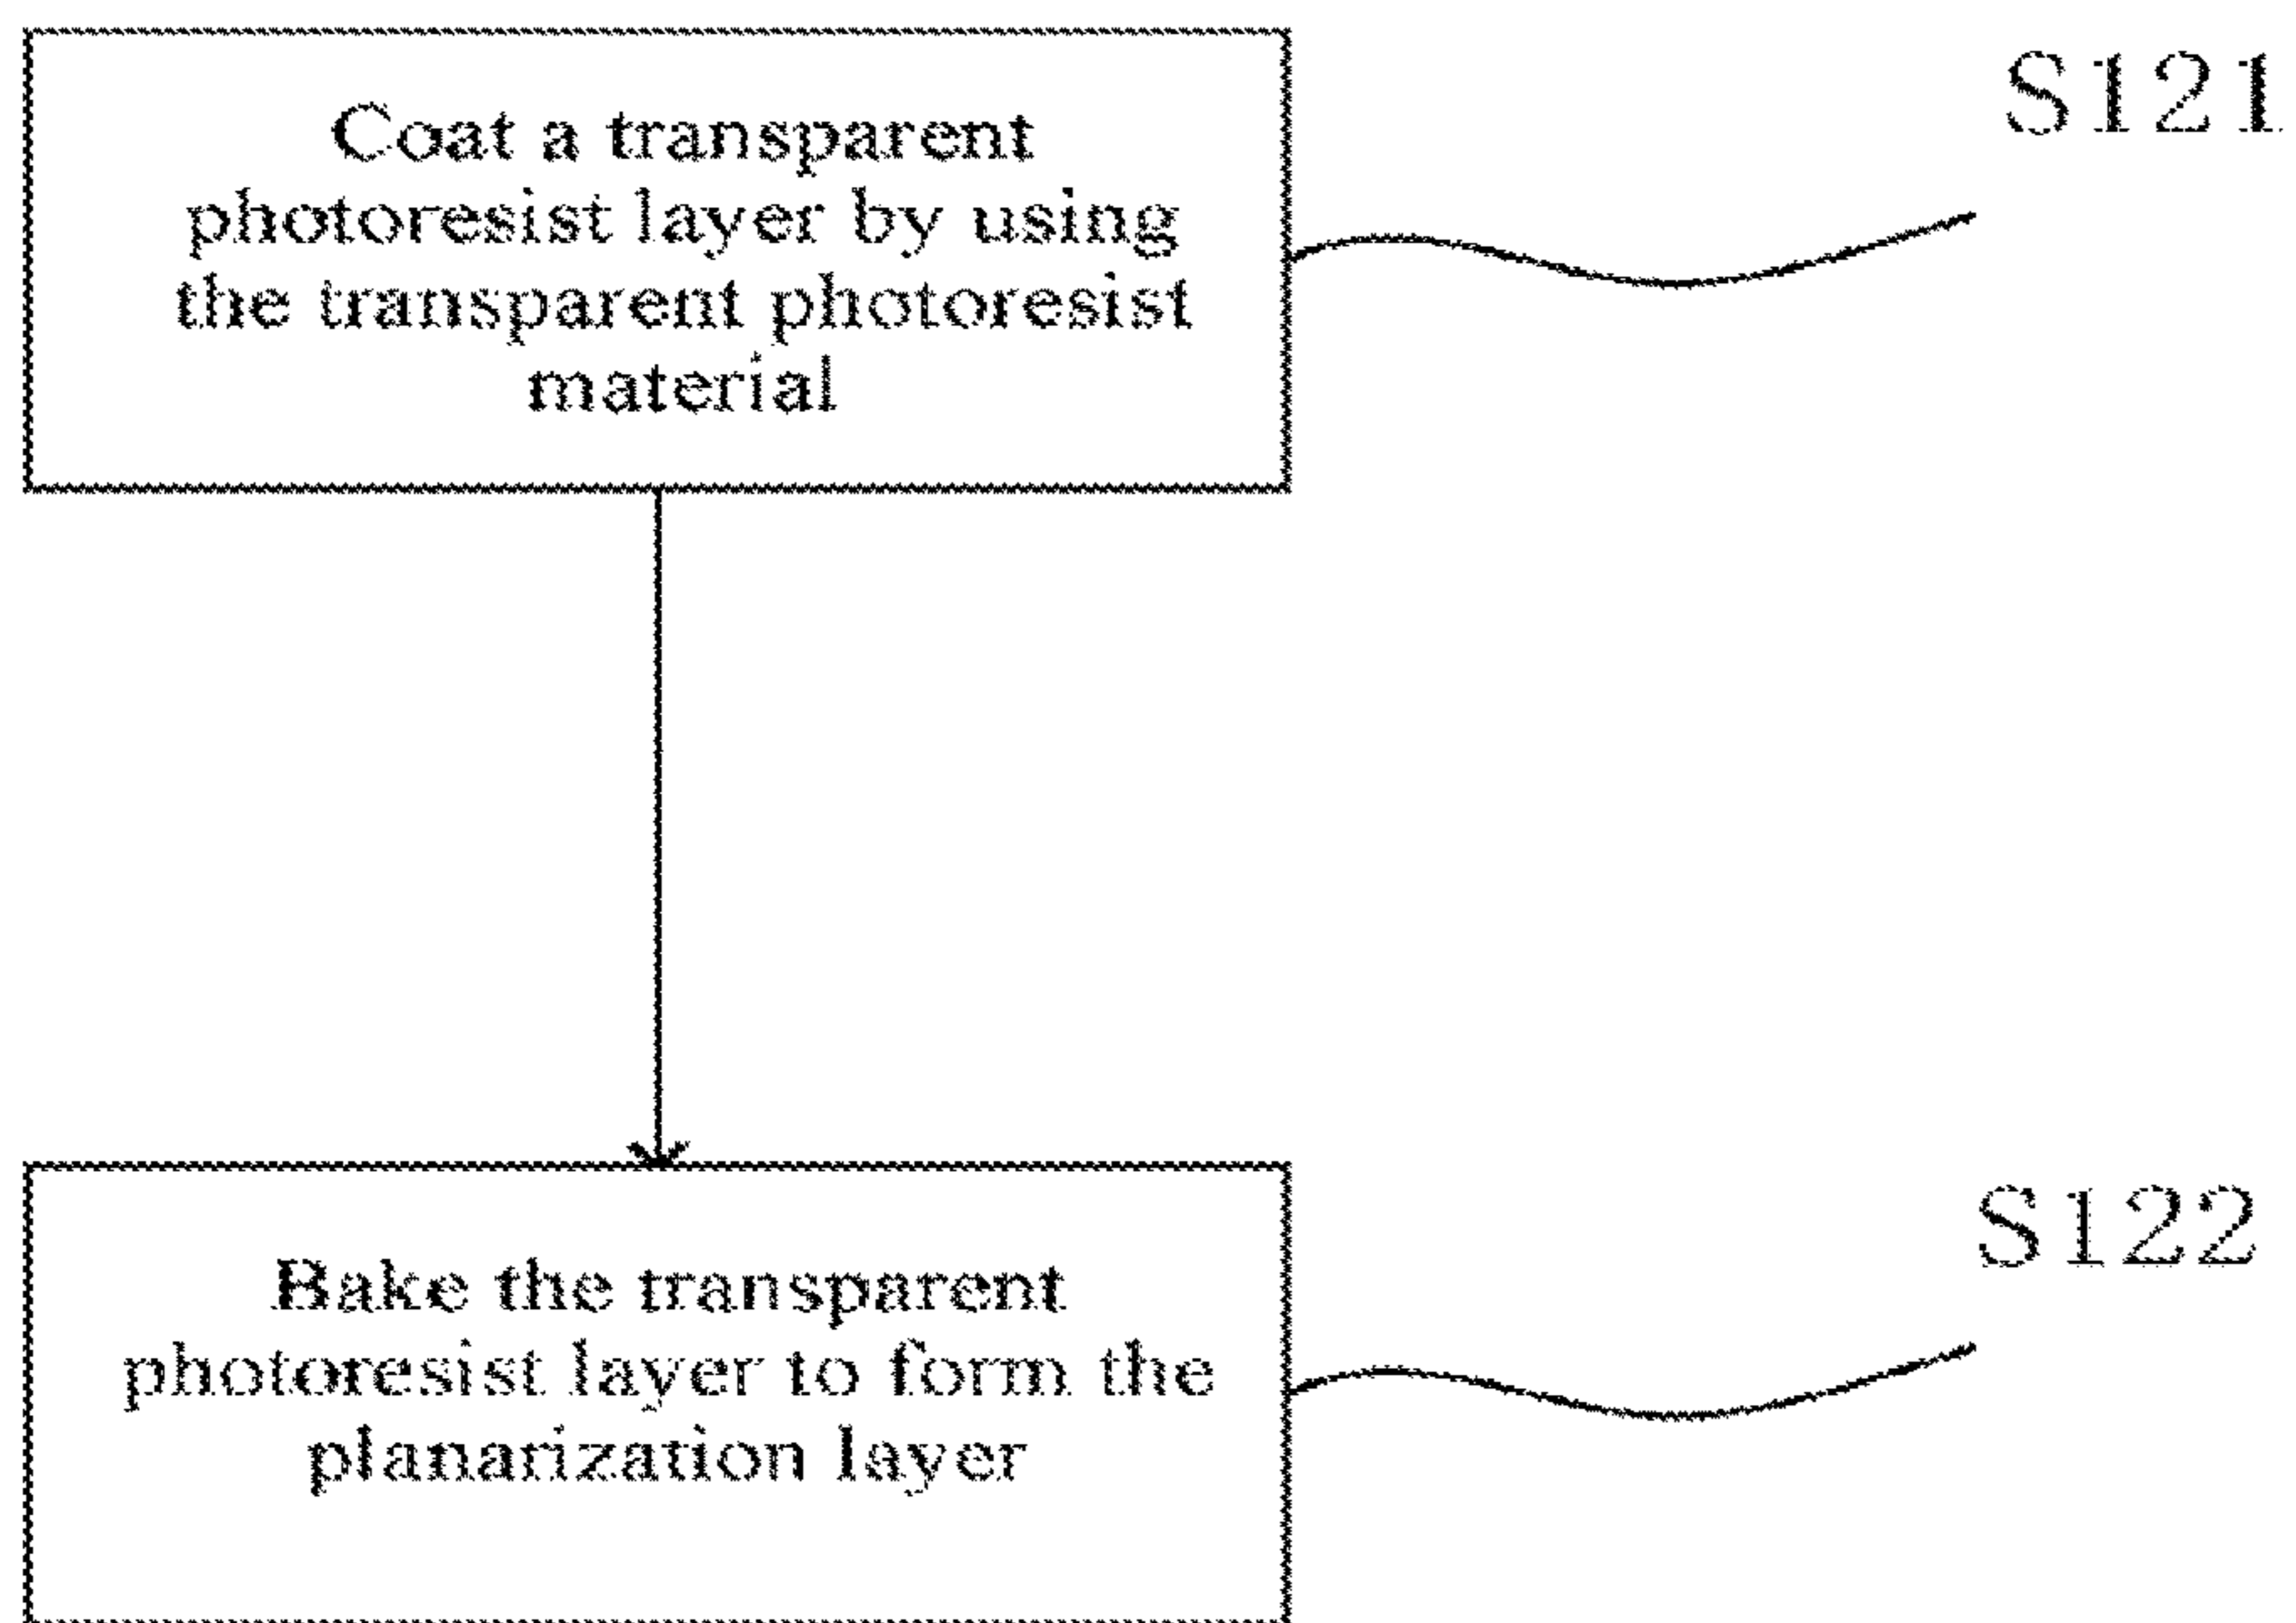 Coat a transparent
photoresist layer by using
the transparent photoresist
material
S121
Bake the transparent
photoresist layer to form the
planarization layer
S122